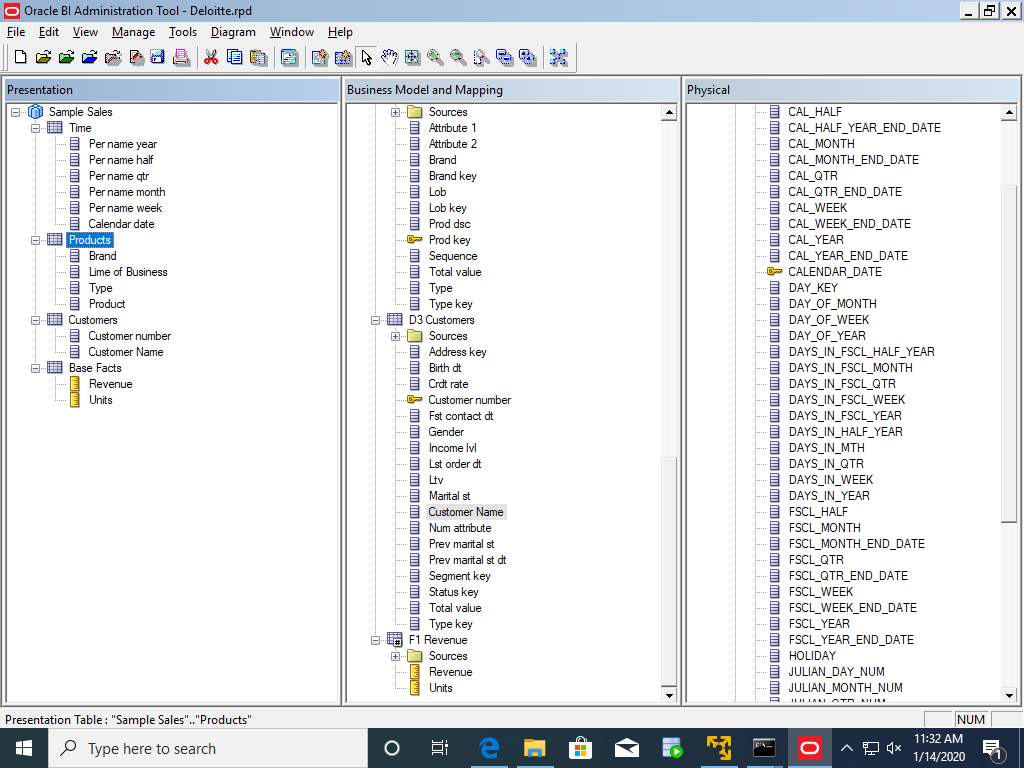 Oracle BI Administration Tool - Deloitte.rpd
File Edit View Manage Tools Diagram Window Help
Presentation
Sample Sales
Time
Per name year
Per name half
Per name qtr
Per name month
Per name week
Calendar date
Products
Brand
Lime of Business
Type
Product
Customers
Customer number
Customer Name
Base Facts
Revenue
Units
Business Model and Mapping
Sources
Attribute 1
Attribute 2
Brand
Brand key
Lob
Lob key
Prod dsc
Prod key
Sequence
Total value
Type
Type key
D3 Customers
Sources
Address key
Birth dt
Crdt rate
Customer number
Fst contact dt
Gender
Income lvl
Lst order dt
Ltv
Marital st
Customer Name
Num attribute
Prev marital st
Prev marital st dt
Segment key
Status key
Total value
Type key
F1 Revenue
Sources
Revenue
Units
Physical
CAL_HALF
CAL_HALF_YEAR_END_DATE
CAL_MONTH
CAL_MONTH_END_DATE
CAL_QTR
CAL_QTR_END_DATE
CAL_WEEK
CAL_WEEK_END_DATE
CAL_YEAR
CAL_YEAR_END_DATE
CALENDAR_DATE
DAY_KEY
DAY_OF_MONTH
DAY_OF_WEEK
DAY_OF_YEAR
DAYS_IN_FSCL_HALF_YEAR
DAYS_IN_FSCL_MONTH
DAYS_IN_FSCL_QTR
DAYS_IN_FSCL_WEEK
DAYS_IN_FSCL_YEAR
DAYS_IN_HALF_YEAR
DAYS_IN_MTH
DAYS_IN_QTR
DAYS_IN_WEEK
DAYS_IN_YEAR
FSCL_HALF
FSCL_MONTH
FSCL_MONTH_END_DATE
FSCL_QTR
FSCL_QTR_END_DATE
FSCL_WEEK
FSCL_WEEK_END_DATE
FSCL_YEAR
FSCL_YEAR_END_DATE
HOLIDAY
JULIAN_DAY_NUM
JULIAN_MONTH_NUM
JULIAN_QTR_NUM
Presentation Table : "Sample Sales".."Products"
NUM
Type here to search
11:32 AM
1/14/2020
1